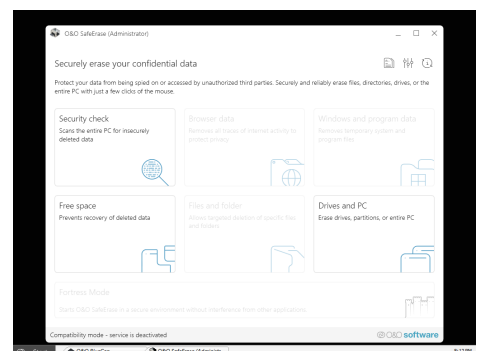 O&O SafeErase (Administrator)
Securely erase your confidential data
Protect your data from being spied on or accessed by unauthorized third parties. Securely and reliably erase files, directories, drives, or the
entire PC with just a few clicks of the mouse.
Security check
Scans the entire PC for insecurely
deleted data
Browser data
Removes all traces of internet activity to
protect privacy
Windows and program data
Removes temporary system and
program files
Free space
Prevents recovery of deleted data
Files and folder
Allows targeted deletion of specific files
and folders
Drives and PC
Erase drives, partitions, or entire PC
Fortress Mode
Starts O&O SafeErase in a secure environment without interference from other applications
Compatibility mode - service is deactivated
O&O software
O&O BlueCon
O&O SafeErase (Administr...